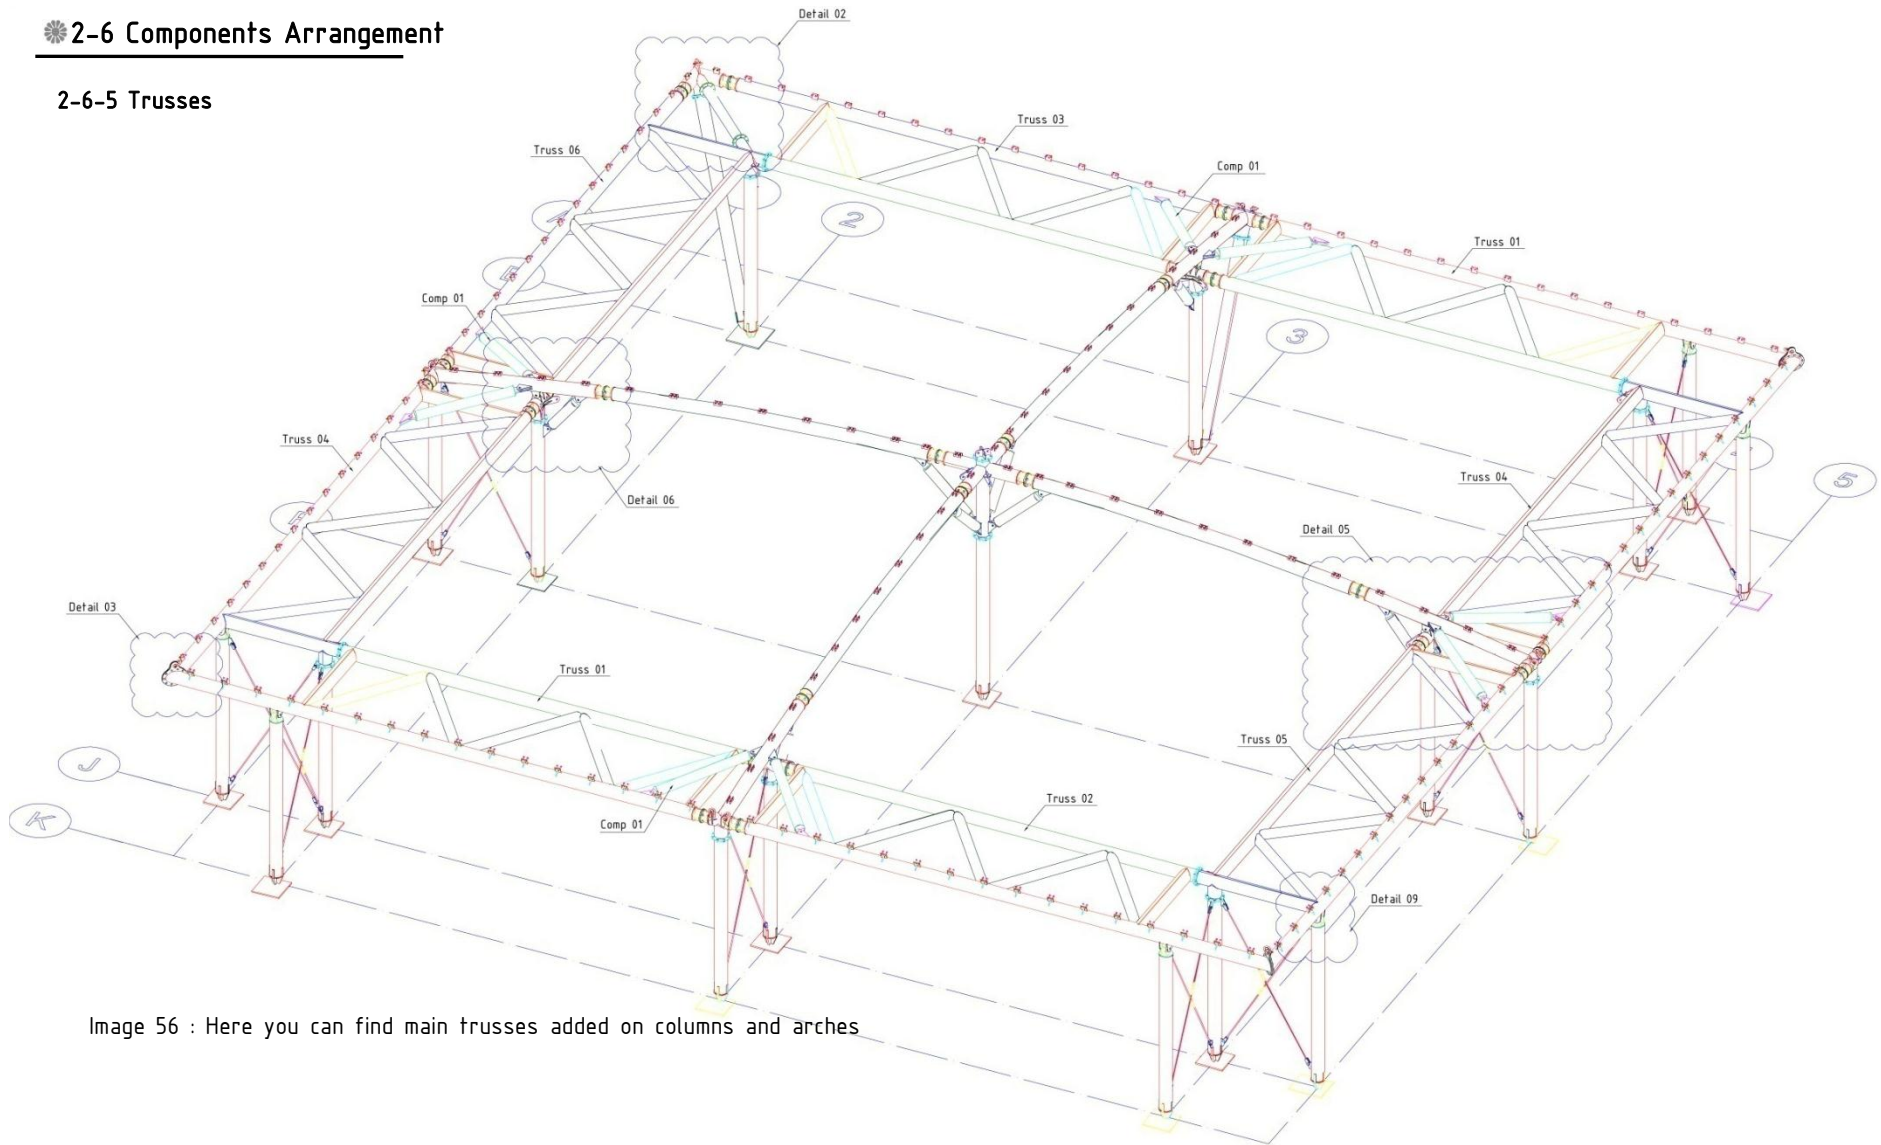 2-6 Components Arrangement
2-6-5 Trusses
Detail 02
Truss 03
Truss 06
Comp 01
2
Truss 01
Comp 01
3
Truss 04
Detail 06
Truss 04
5
Detail 05
Detail 03
Truss 01
Truss 05
J
Truss 02
K
Comp 01
Detail 09
Image 56 : Here you can find main trusses added on columns and arches